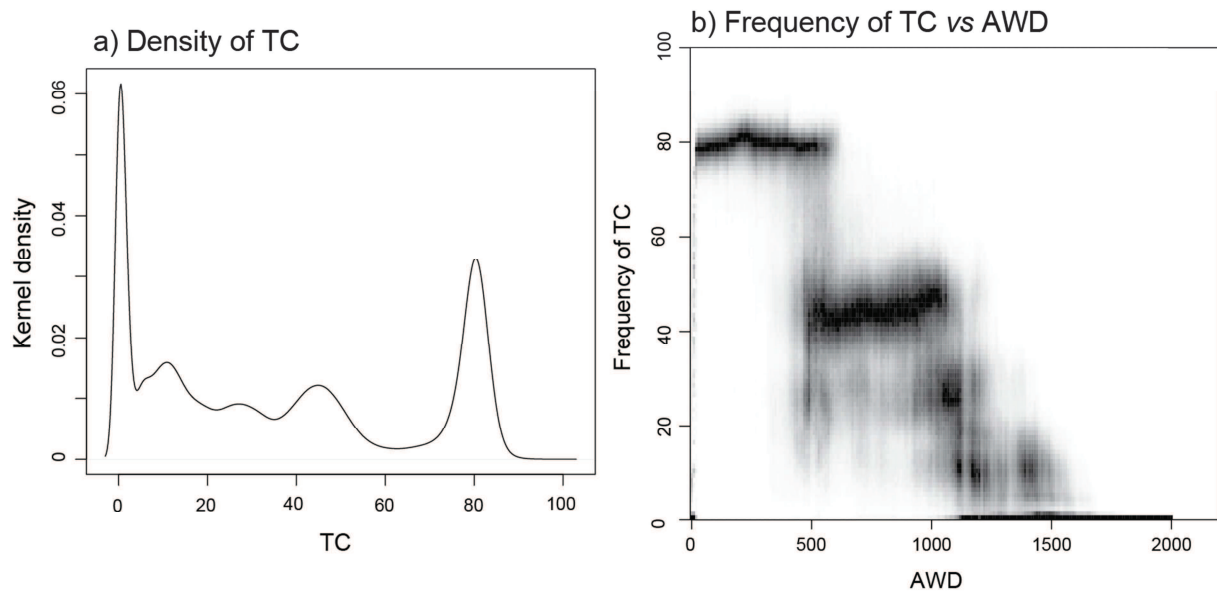 a) Density of TC
Kernel density
0.06
0.04
0.02
0
0 20 40 60 80 100
TC
b) Frequency of TC vs AWD
Frequency of TC
100
80
60
40
20
0
0 500 1000 1500 2000
AWD